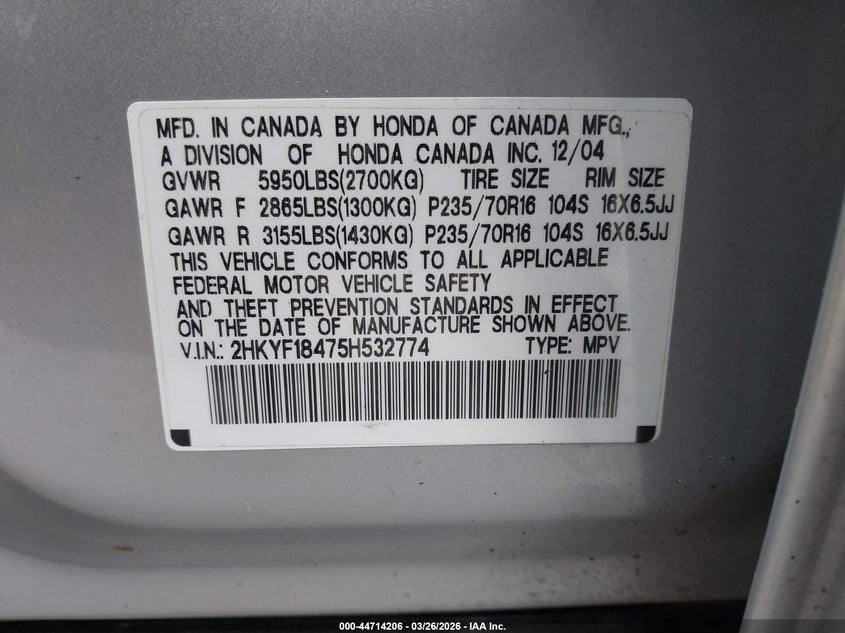 MFD. IN CANADA BY HONDA OF CANADA MFG.,
A DIVISION OF HONDA CANADA INC. 12/04
GVWR 5950LBS(2700KG) TIRE SIZE RIM SIZE
GAWR F 2865LBS(1300KG) P235/70R16 104S 16X6.5JJ
GAWR R 3155LBS(1430KG) P235/70R16 104S 16X6.5JJ
THIS VEHICLE CONFORMS TO ALL APPLICABLE
FEDERAL MOTOR VEHICLE SAFETY
AND THEFT PREVENTION STANDARDS IN EFFECT
ON THE DATE OF MANUFACTURE SHOWN ABOVE.
V.I.N.: 2HKYF18475H532774 TYPE: MPV
000-44714206 | 03/26/2026 - IAA Inc.